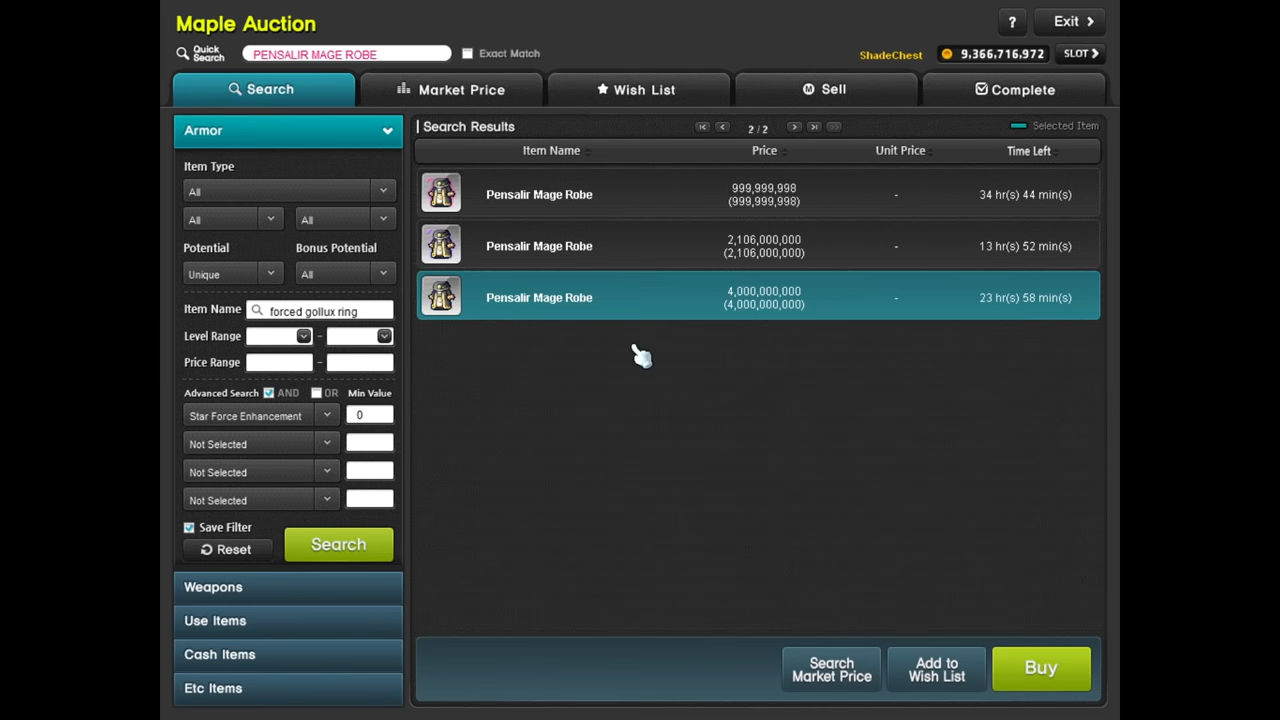 Maple Auction
? Exit
Quick Search PENSALIR MAGE ROBE Exact Match ShadeChest 9,366,716,972 SLOT
Search Market Price Wish List Sell Complete
Armor
Item Type
All
All All
Potential Bonus Potential
Unique All
Item Name forced gollux ring
Level Range -
Price Range -
Advanced Search AND OR Min Value
Star Force Enhancement 0
Not Selected
Not Selected
Not Selected
Save Filter
Reset Search
Weapons
Use Items
Cash Items
Etc Items
Search Results 2 / 2 Selected Item
Item Name Price Unit Price Time Left
Pensalir Mage Robe 999,999,998 (999,999,998) - 34 hr(s) 44 min(s)
Pensalir Mage Robe 2,106,000,000 (2,106,000,000) - 13 hr(s) 52 min(s)
Pensalir Mage Robe 4,000,000,000 (4,000,000,000) - 23 hr(s) 58 min(s)
Search Market Price Add to Wish List Buy